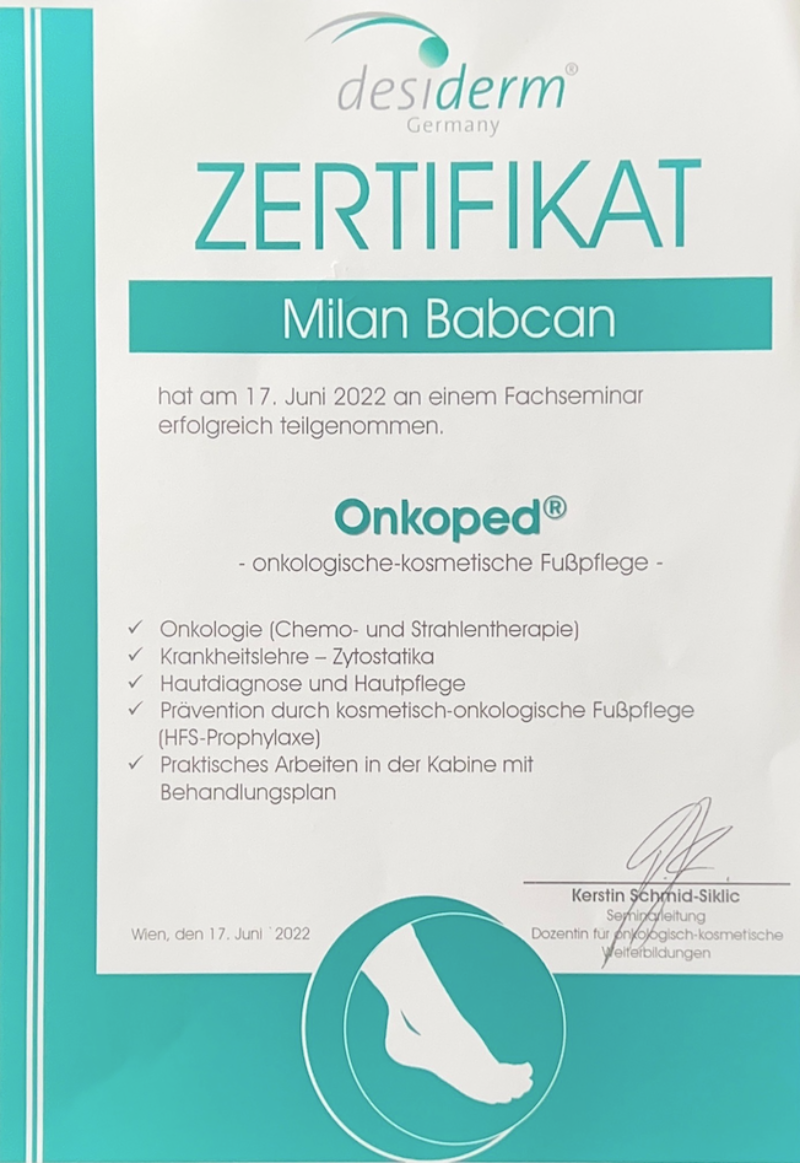 desiderm®
Germany
ZERTIFIKAT
Milan Babcan
hat am 17. Juni 2022 an einem Fachseminar
erfolgreich teilgenommen.
Onkoped®
- onkologische-kosmetische Fußpflege -
✓ Onkologie (Chemo- und Strahlentherapie)
✓ Krankheitslehre – Zytostatika
✓ Hautdiagnose und Hautpflege
✓ Prävention durch kosmetisch-onkologische Fußpflege
(HFS-Prophylaxe)
✓ Praktisches Arbeiten in der Kabine mit
Behandlungsplan
Kerstin Schmid-Siklic
Seminarleitung
Dozentin für onkologisch-kosmetische
Weiterbildungen
Wien, den 17. Juni ` 2022